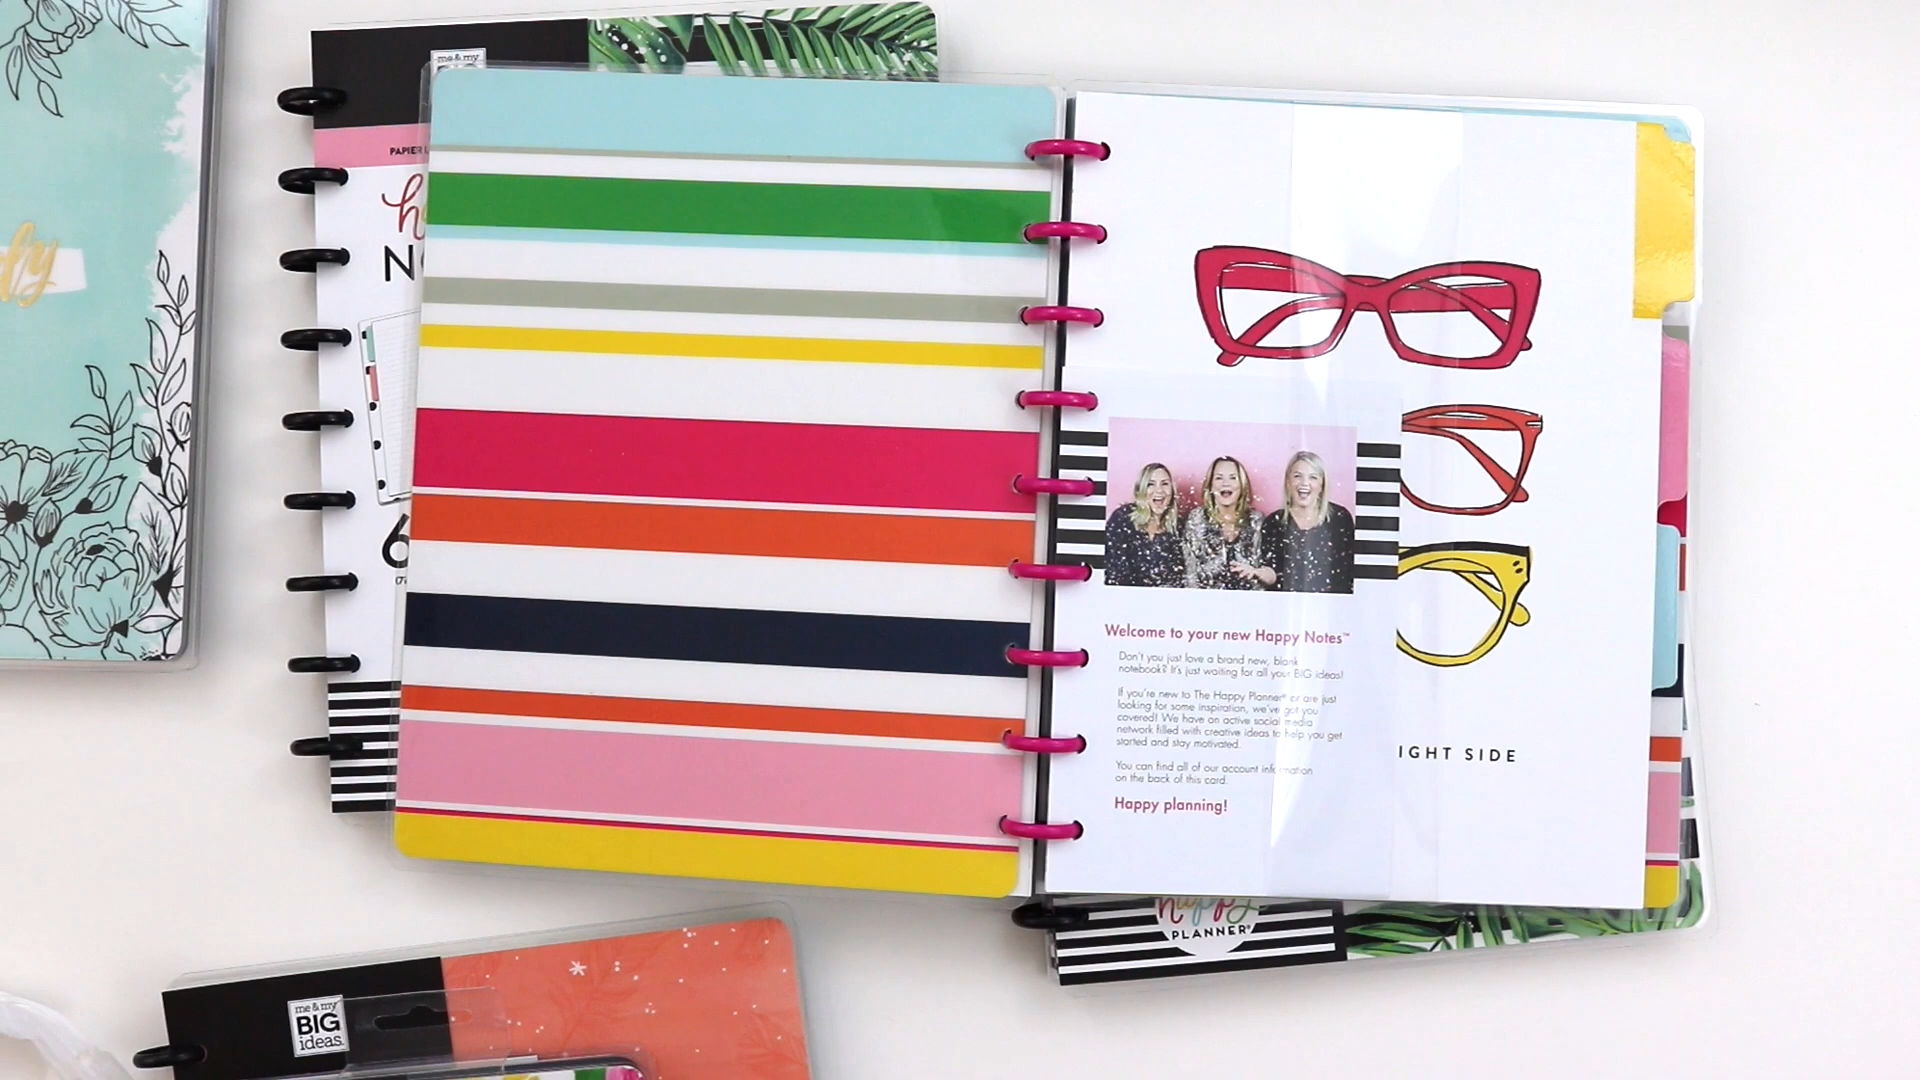 me & my
PAPIER
NO
6
Welcome to your new Happy Notes™
Don't you just love a brand new, blank
notebook? It's just waiting for all your BIG ideas!
If you're new to The Happy Planner® or are just
looking for some inspiration, we've got you
covered! We have an active social media
network filled with creative ideas to help you get
started and stay motivated.
You can find all of our account information
on the back of this card.
Happy planning!
IGHT SIDE
happy
PLANNER®
me & my
BIG
ideas.